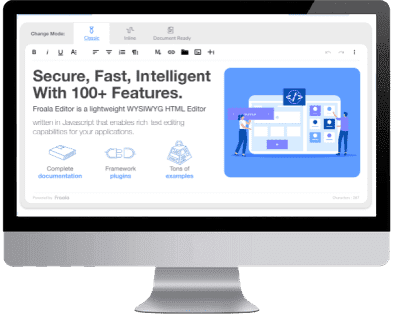 Change Mode:
Classic
Inline
Document Ready
Secure, Fast, Intelligent
With 100+ Features.
Froala Editor is a lightweight WYSIWYG HTML Editor
written in Javascript that enables rich text editing
capabilities for your applications.
Complete
documentation
Framework
plugins
Tons of
examples
Powered by Froala